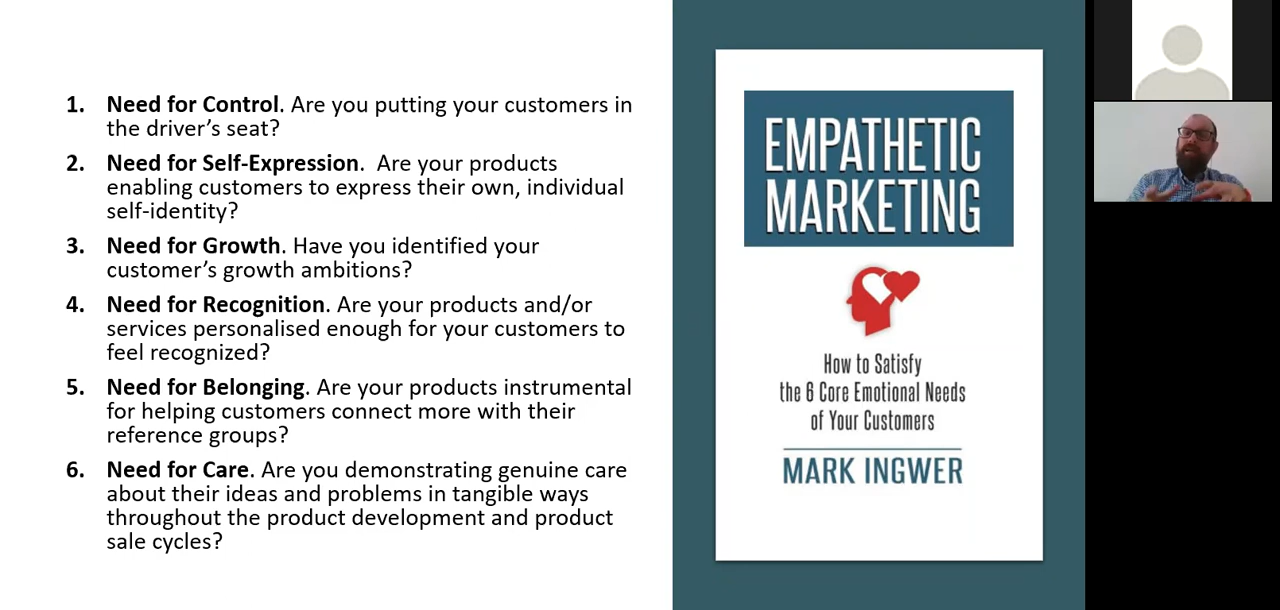 1. Need for Control. Are you putting your customers in
the driver’s seat?
2. Need for Self-Expression.  Are your products
enabling customers to express their own, individual
self-identity?
3. Need for Growth. Have you identified your
customer’s growth ambitions?
4. Need for Recognition. Are your products and/or
services personalised enough for your customers to
feel recognized?
5. Need for Belonging. Are your products instrumental
for helping customers connect more with their
reference groups?
6. Need for Care. Are you demonstrating genuine care
about their ideas and problems in tangible ways
throughout the product development and product
sale cycles?
EMPATHETIC
MARKETING
How to Satisfy
the 6 Core Emotional Needs
of Your Customers
MARK INGWER